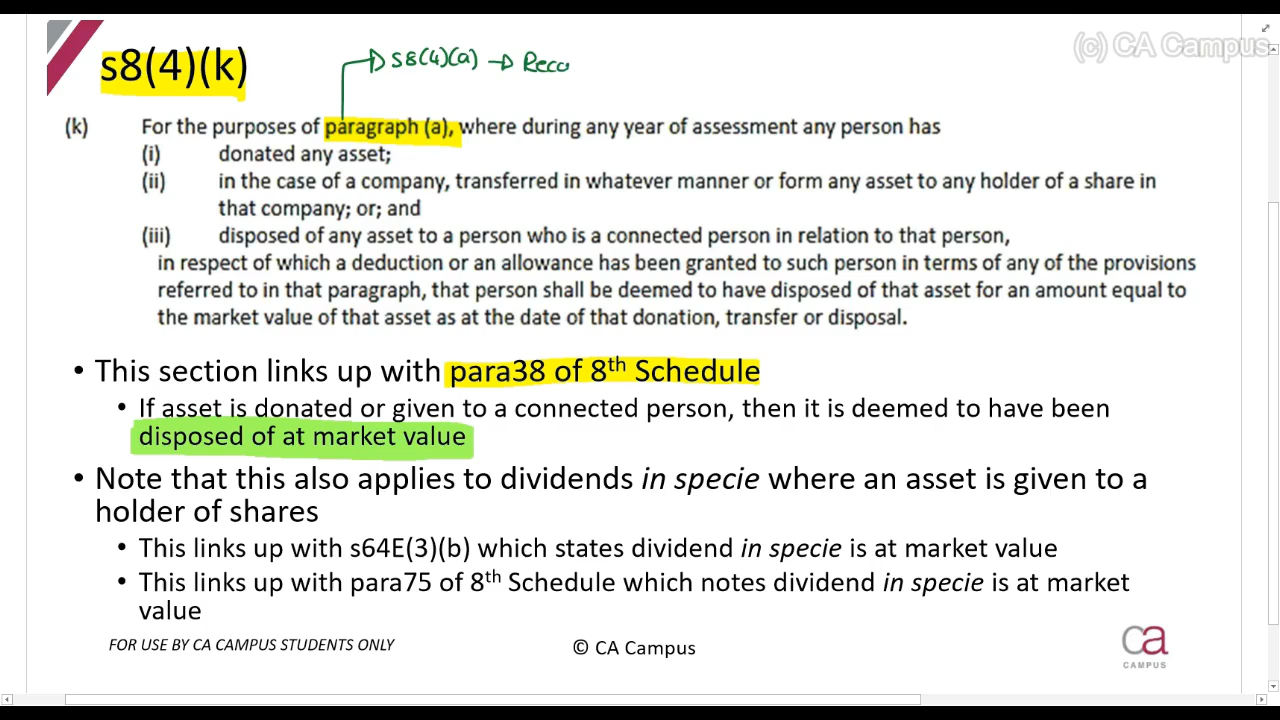 (c) CA Campus
s8(4)(k)
s8(4)(a) → Reco
(k) For the purposes of paragraph (a), where during any year of assessment any person has
(i) donated any asset;
(ii) in the case of a company, transferred in whatever manner or form any asset to any holder of a share in
that company; or; and
(iii) disposed of any asset to a person who is a connected person in relation to that person,
in respect of which a deduction or an allowance has been granted to such person in terms of any of the provisions
referred to in that paragraph, that person shall be deemed to have disposed of that asset for an amount equal to
the market value of that asset as at the date of that donation, transfer or disposal.
• This section links up with para38 of 8th Schedule
• If asset is donated or given to a connected person, then it is deemed to have been
disposed of at market value
• Note that this also applies to dividends in specie where an asset is given to a
holder of shares
• This links up with s64E(3)(b) which states dividend in specie is at market value
• This links up with para75 of 8th Schedule which notes dividend in specie is at market
value
FOR USE BY CA CAMPUS STUDENTS ONLY
© CA Campus
ca
CAMPUS